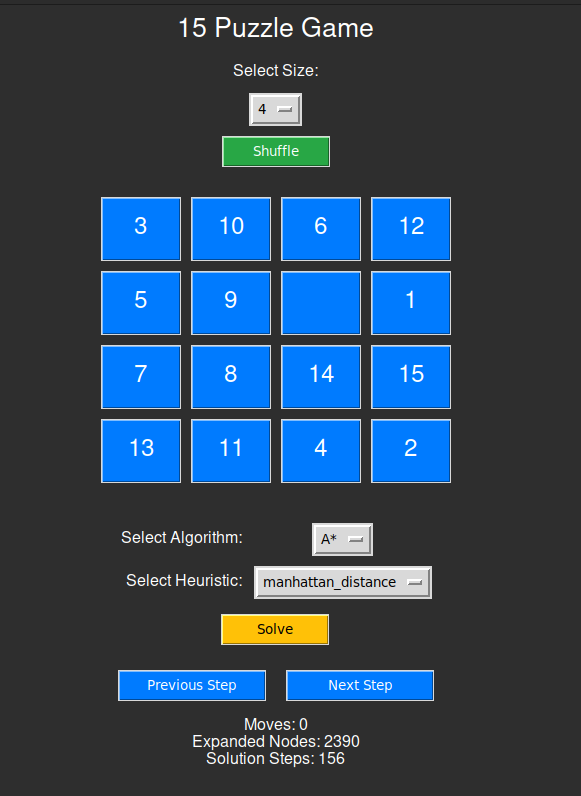 15 Puzzle Game
Select Size:
4
Shuffle
3 10 6 12
5 9 1
7 8 14 15
13 11 4 2
Select Algorithm: A*
Select Heuristic: manhattan_distance
Solve
Previous Step Next Step
Moves: 0
Expanded Nodes: 2390
Solution Steps: 156